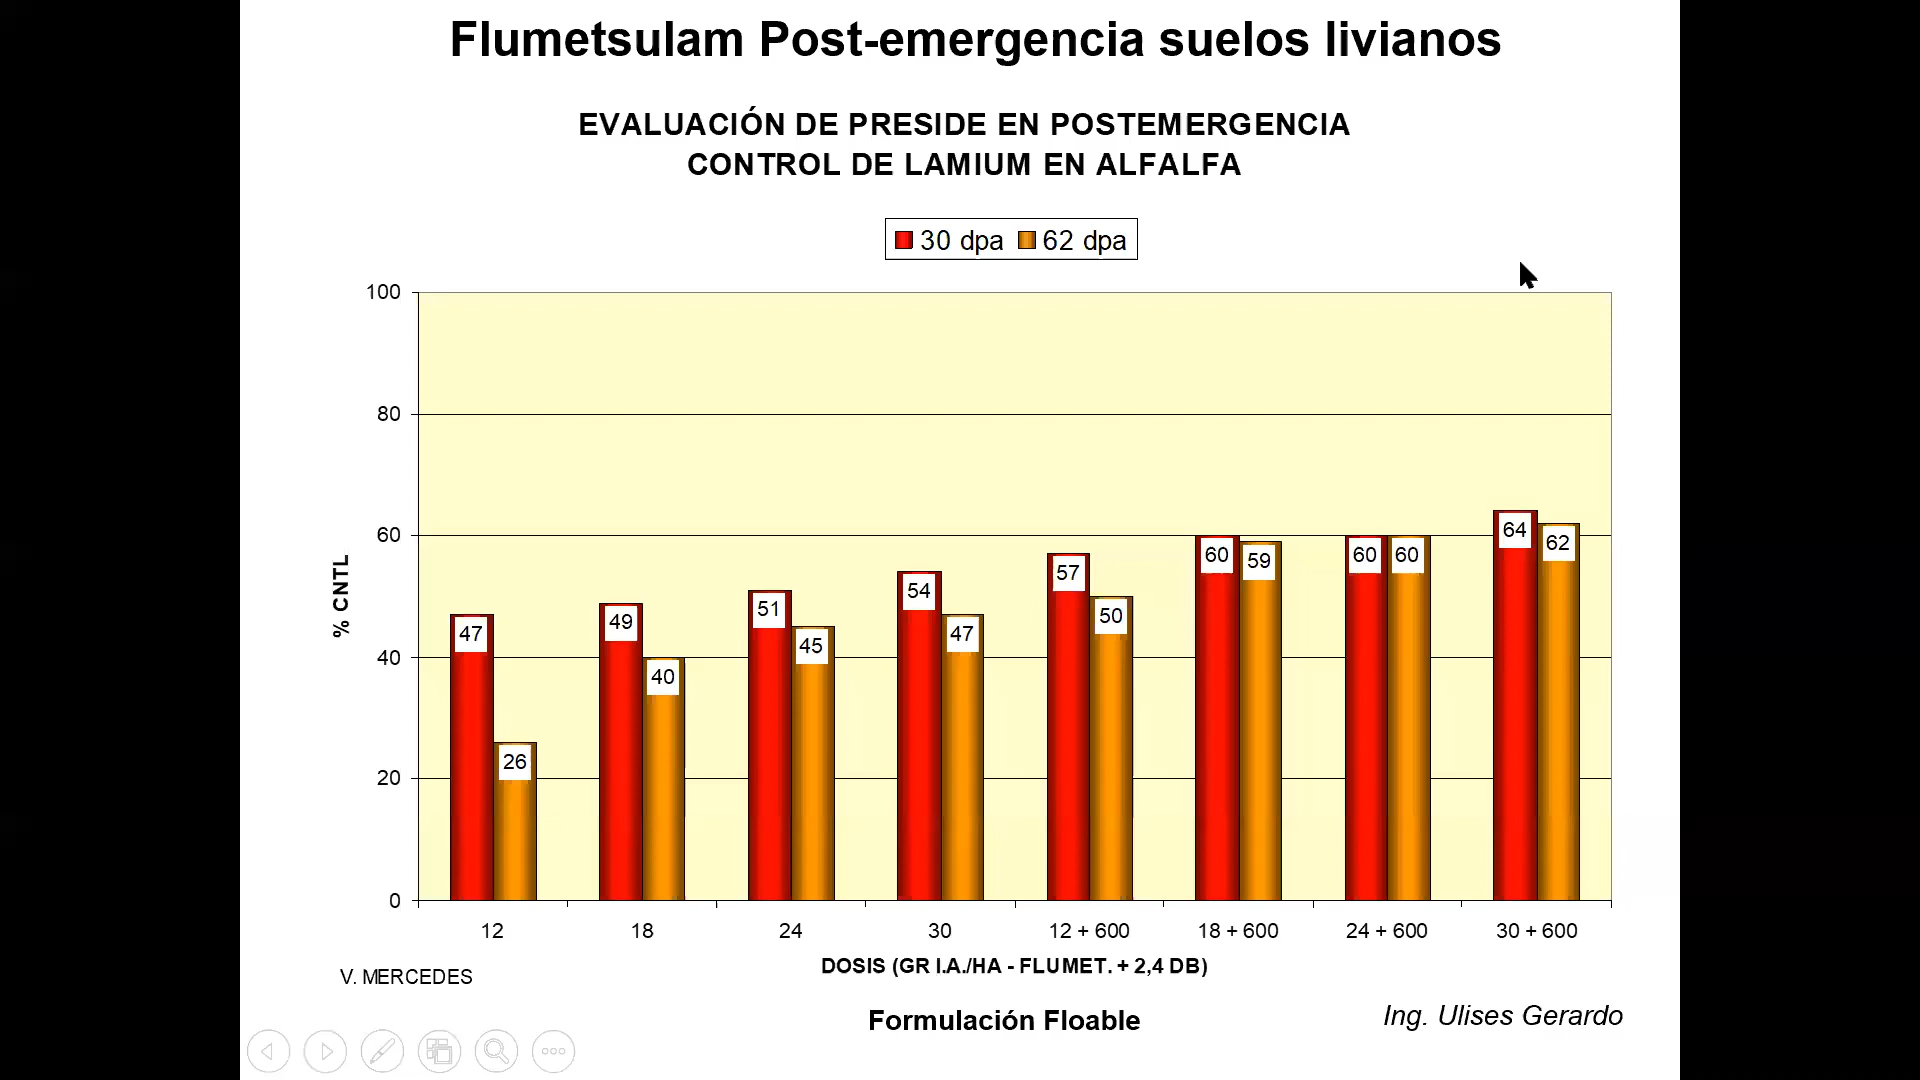 Flumetsulam Post-emergencia suelos livianos
EVALUACIÓN DE PRESIDE EN POSTEMERGENCIA
CONTROL DE LAMIUM EN ALFALFA
30 dpa 62 dpa
100
80
60
40
20
0
% CNTL
47 26 49 40 51 45 54 47 57 50 60 59 60 60 64 62
12 18 24 30 12 + 600 18 + 600 24 + 600 30 + 600
DOSIS (GR I.A./HA - FLUMET. + 2,4 DB)
V. MERCEDES
Formulación Floable
Ing. Ulises Gerardo